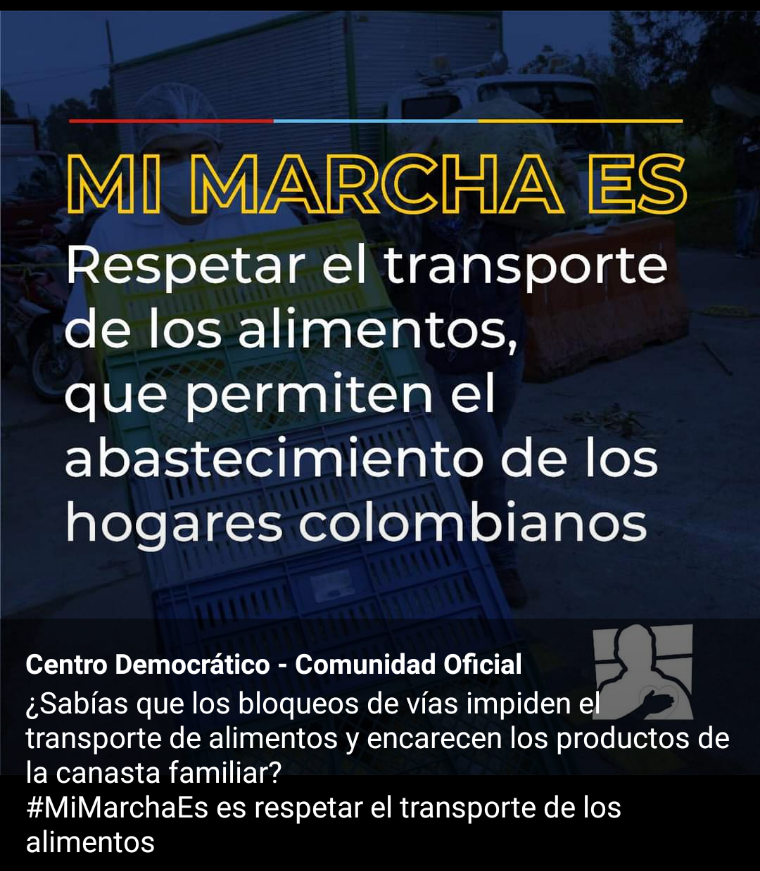 MI MARCHA ES
Respetar el transporte
de los alimentos,
que permiten el
abastecimiento de los
hogares colombianos
Centro Democrático - Comunidad Oficial
¿Sabías que los bloqueos de vías impiden el
transporte de alimentos y encarecen los productos de
la canasta familiar?
#MiMarchaEs es respetar el transporte de los
alimentos